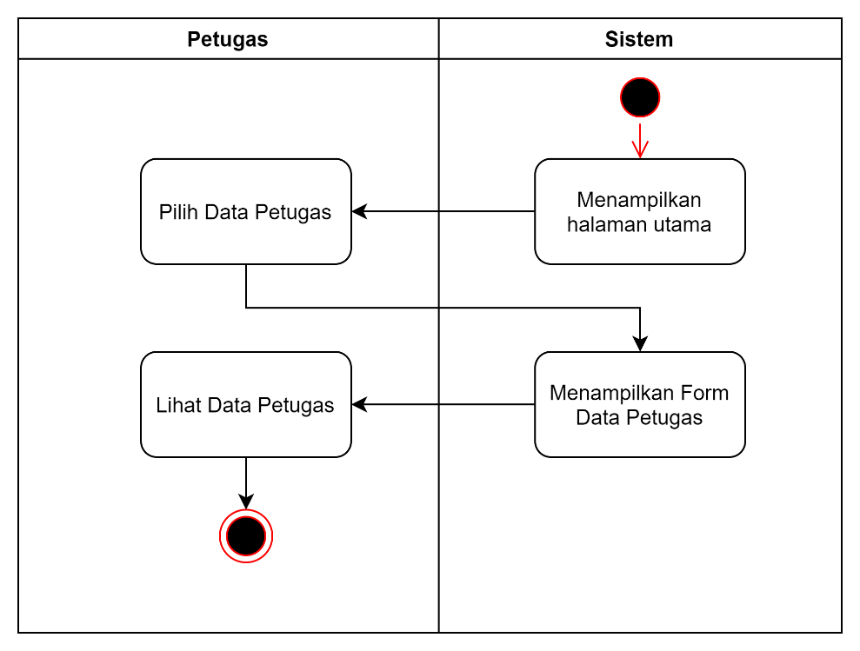 Petugas
Sistem
Menampilkan
halaman utama
Pilih Data Petugas
Menampilkan Form
Data Petugas
Lihat Data Petugas